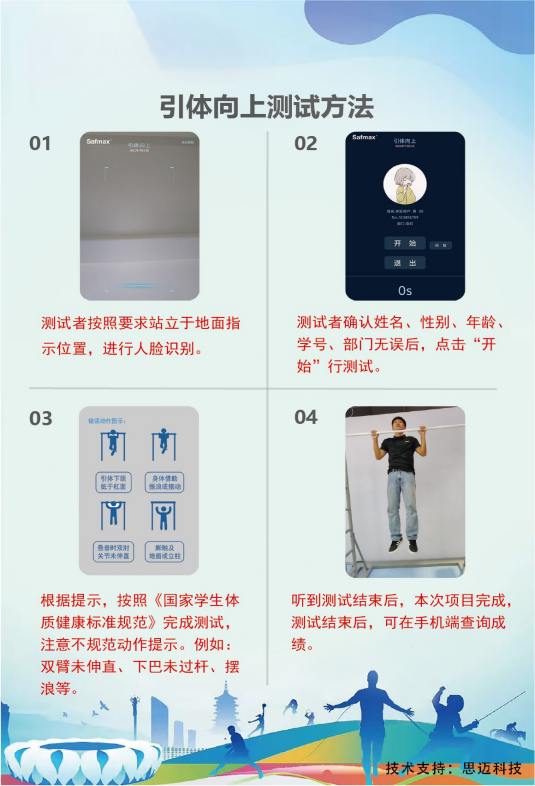 引体向上测试方法
01
Safmax
引体向上
测试者按照要求站立于地面指
示位置，进行人脸识别。
02
Safmax
引体向上
开 始
退 出
0s
测试者确认姓名、性别、年龄、
学号、部门无误后，点击“开
始”行测试。
03
错误动作图示：
引体下颌
低于杠面
身体借助
振浪或摆动
悬垂时双肘
关节未伸直
脚触及
地面或立柱
根据提示，按照《国家学生体
质健康标准规范》完成测试，
注意不规范动作提示。例如：
双臂未伸直、下巴未过杆、摆
浪等。
04
听到测试结束后，本次项目完成，
测试结束后，可在手机端查询成
绩。
技术支持：思迈科技